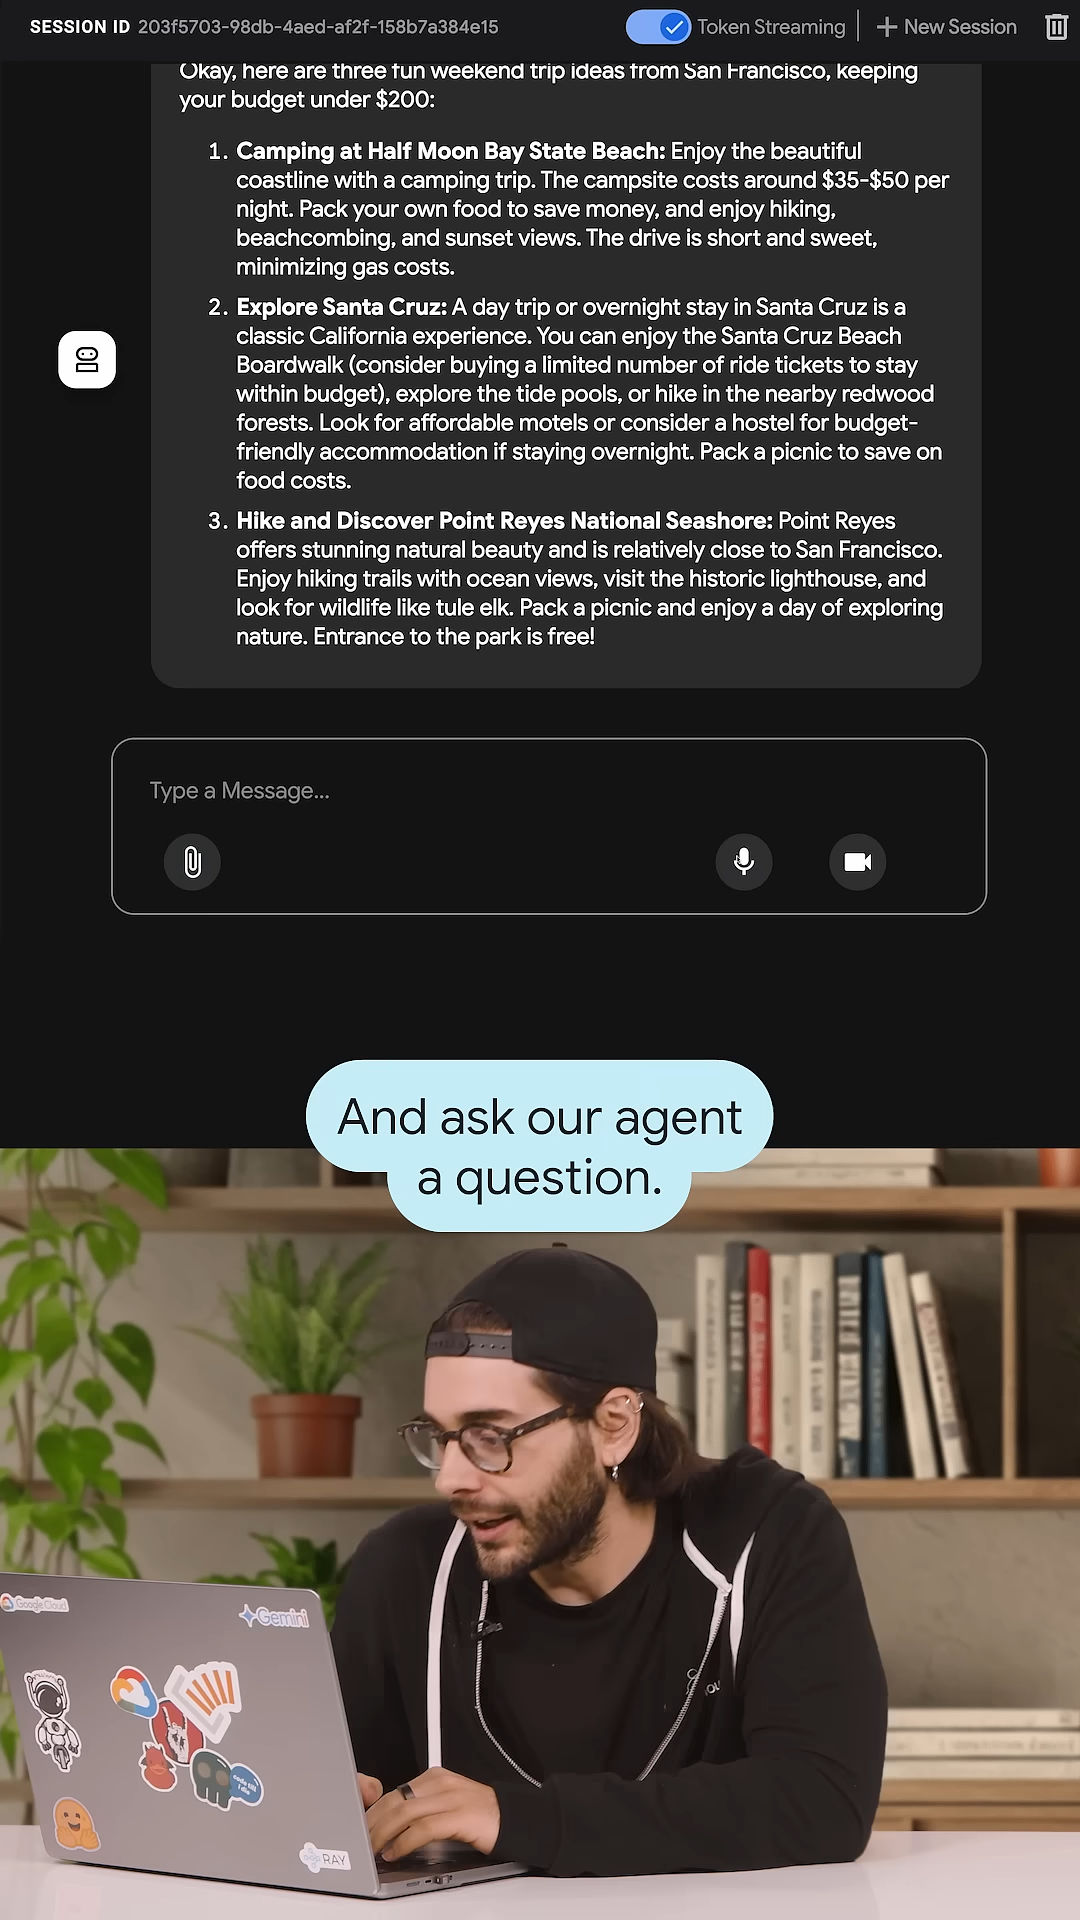 SESSION ID 203f5703-98db-4aed-af2f-158b7a384e15 Token Streaming + New Session
Okay, here are three fun weekend trip ideas from San Francisco, keeping
your budget under $200:
1. Camping at Half Moon Bay State Beach: Enjoy the beautiful
coastline with a camping trip. The campsite costs around $35-$50 per
night. Pack your own food to save money, and enjoy hiking,
beachcombing, and sunset views. The drive is short and sweet,
minimizing gas costs.
2. Explore Santa Cruz: A day trip or overnight stay in Santa Cruz is a
classic California experience. You can enjoy the Santa Cruz Beach
Boardwalk (consider buying a limited number of ride tickets to stay
within budget), explore the tide pools, or hike in the nearby redwood
forests. Look for affordable motels or consider a hostel for budget-
friendly accommodation if staying overnight. Pack a picnic to save on
food costs.
3. Hike and Discover Point Reyes National Seashore: Point Reyes
offers stunning natural beauty and is relatively close to San Francisco.
Enjoy hiking trails with ocean views, visit the historic lighthouse, and
look for wildlife like tule elk. Pack a picnic and enjoy a day of exploring
nature. Entrance to the park is free!
Type a Message...
And ask our agent
a question.
Google Cloud
Gemini
code till
I die
RAY